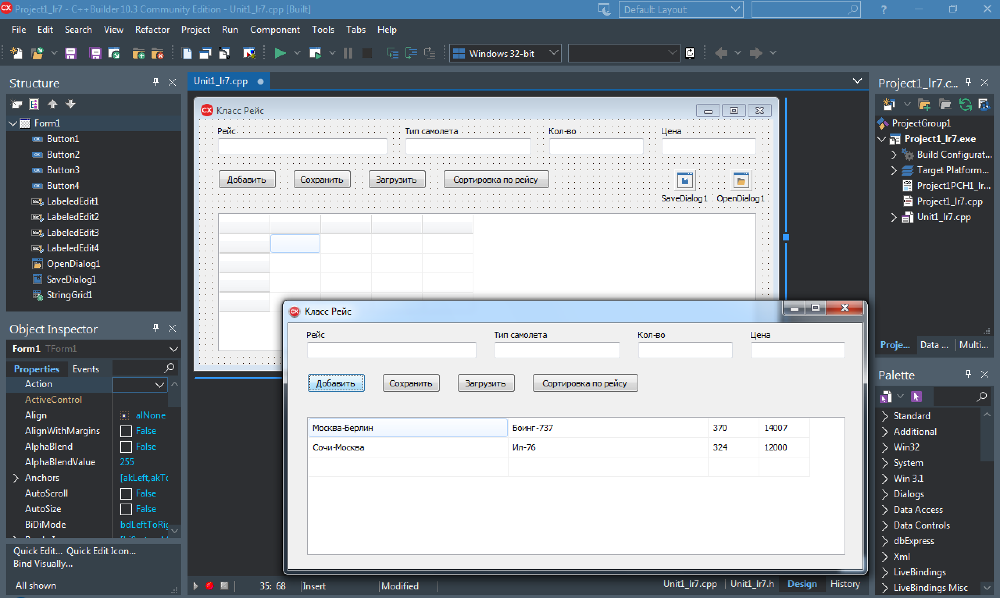 Project1_lr7 - C++Builder 10.3 Community Edition - Unit1_lr7.cpp [Built]
Default Layout
?
File Edit Search View Refactor Project Run Component Tools Tabs Help
Windows 32-bit
Structure
Form1
Button1
Button2
Button3
Button4
LabeledEdit1
LabeledEdit2
LabeledEdit3
LabeledEdit4
OpenDialog1
SaveDialog1
StringGrid1
Object Inspector
Form1 TForm1
Properties Events
Action
ActiveControl
Align alNone
AlignWithMargins False
AlphaBlend False
AlphaBlendValue 255
Anchors [akLeft,akTo
AutoScroll False
AutoSize False
BiDiMode bdLeftToRig
Quick Edit... Quick Edit Icon...
Bind Visually...
All shown
Unit1_lr7.cpp
Класс Рейс
Рейс Тип самолета Кол-во Цена
Добавить Сохранить Загрузить Сортировка по рейсу
SaveDialog1 OpenDialog1
Класс Рейс
Рейс Тип самолета Кол-во Цена
Добавить Сохранить Загрузить Сортировка по рейсу
Москва-Берлин Боинг-737 370 14007
Сочи-Москва Ил-76 324 12000
35: 68 Insert Modified
Unit1_lr7.cpp Unit1_lr7.h Design History
Project1_lr7.c...
ProjectGroup1
Project1_lr7.exe
Build Configurat...
Target Platform...
Project1PCH1_lr...
Project1_lr7.cpp
Unit1_lr7.cpp
Proje... Data ... Multi...
Palette
Standard
Additional
Win32
System
Win 3.1
Dialogs
Data Access
Data Controls
dbExpress
Xml
LiveBindings
LiveBindings Misc